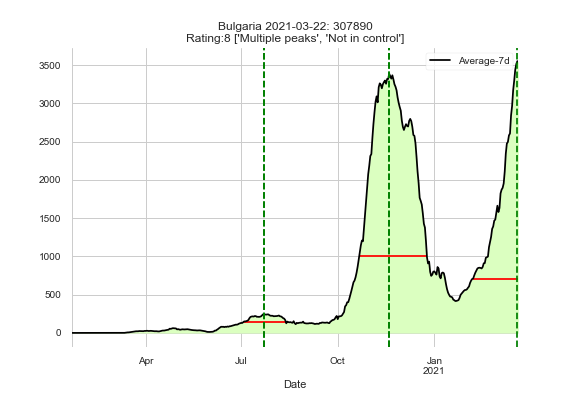 Bulgaria 2021-03-22: 307890
Rating:8 ['Multiple peaks', 'Not in control']
Average-7d
3500
3000
2500
2000
1500
1000
500
0
Apr
Jul
Oct
Jan
2021
Date